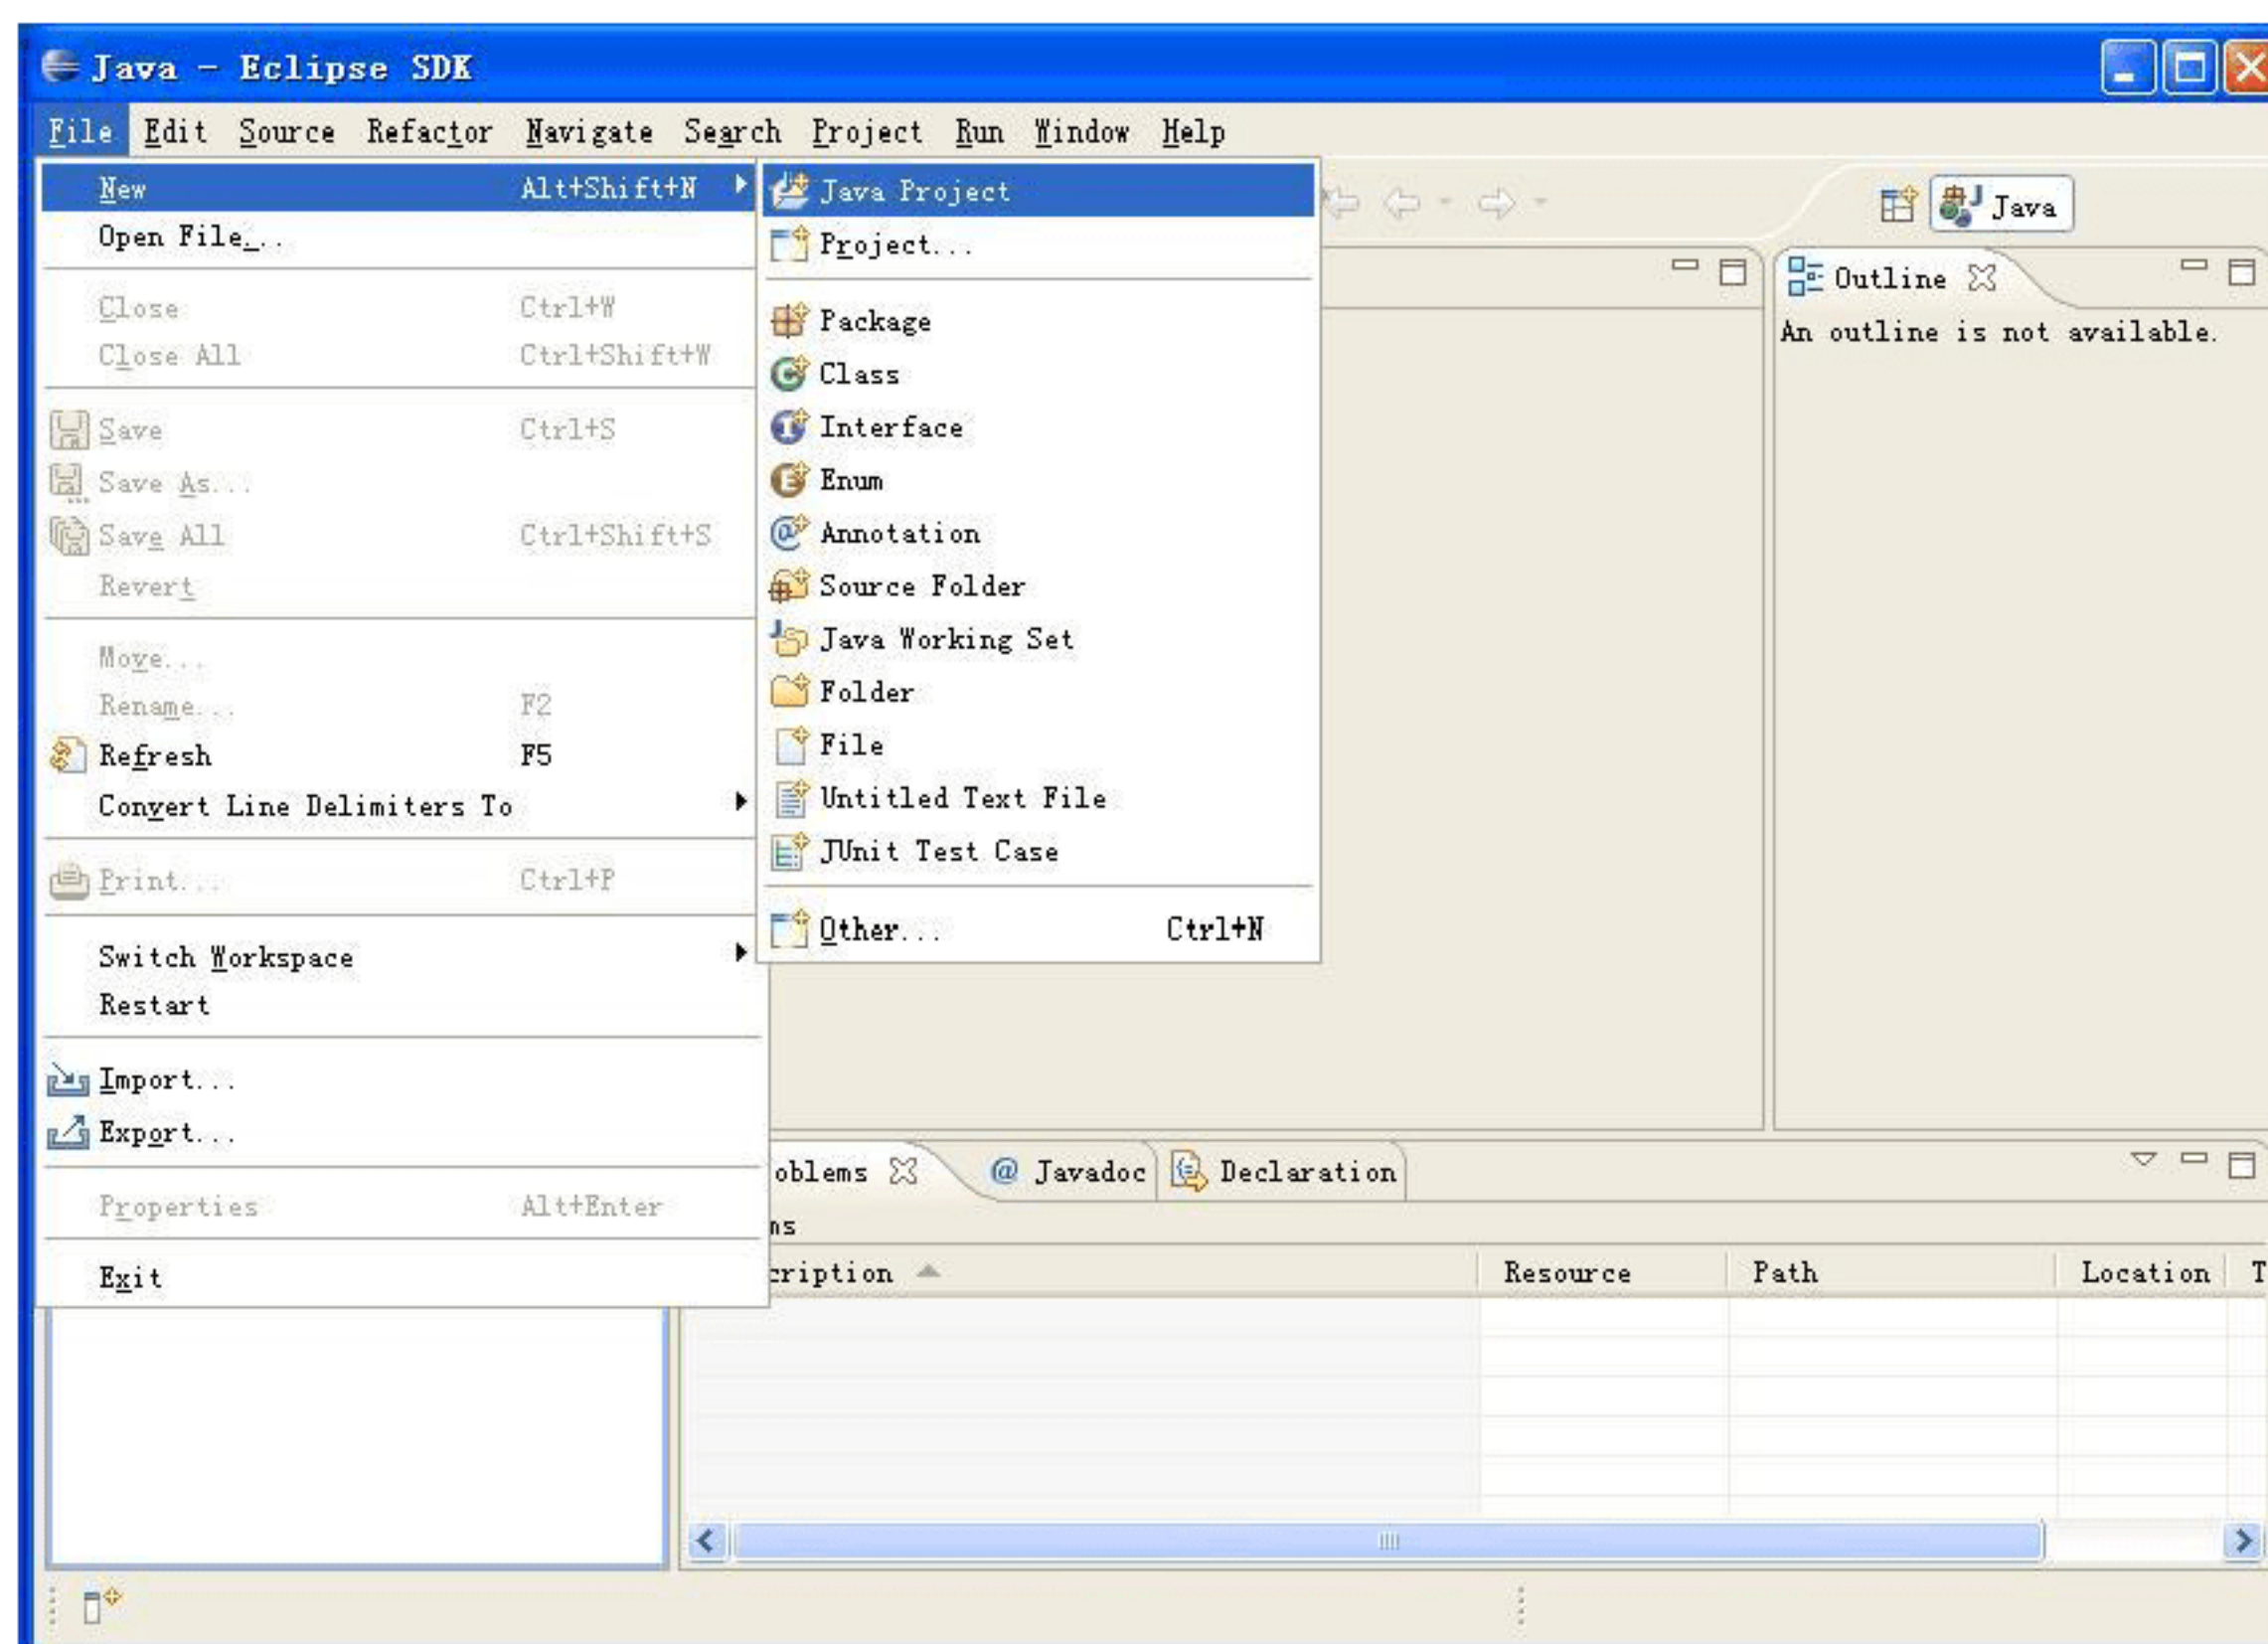 Java - Eclipse SDK
File Edit Source Refactor Navigate Search Project Run Window Help
New Alt+Shift+N
Open File...
Close Ctrl+W
Close All Ctrl+Shift+W
Save Ctrl+S
Save As...
Save All Ctrl+Shift+S
Revert
Move...
Rename... F2
Refresh F5
Convert Line Delimiters To
Print... Ctrl+P
Switch Workspace
Restart
Import...
Export...
Properties Alt+Enter
Exit
Java Project
Project...
Package
Class
Interface
Enum
Annotation
Source Folder
Java Working Set
Folder
File
Untitled Text File
JUnit Test Case
Other... Ctrl+N
Java
Outline
An outline is not available.
oblems @ Javadoc Declaration
ms
cription Resource Path Location T